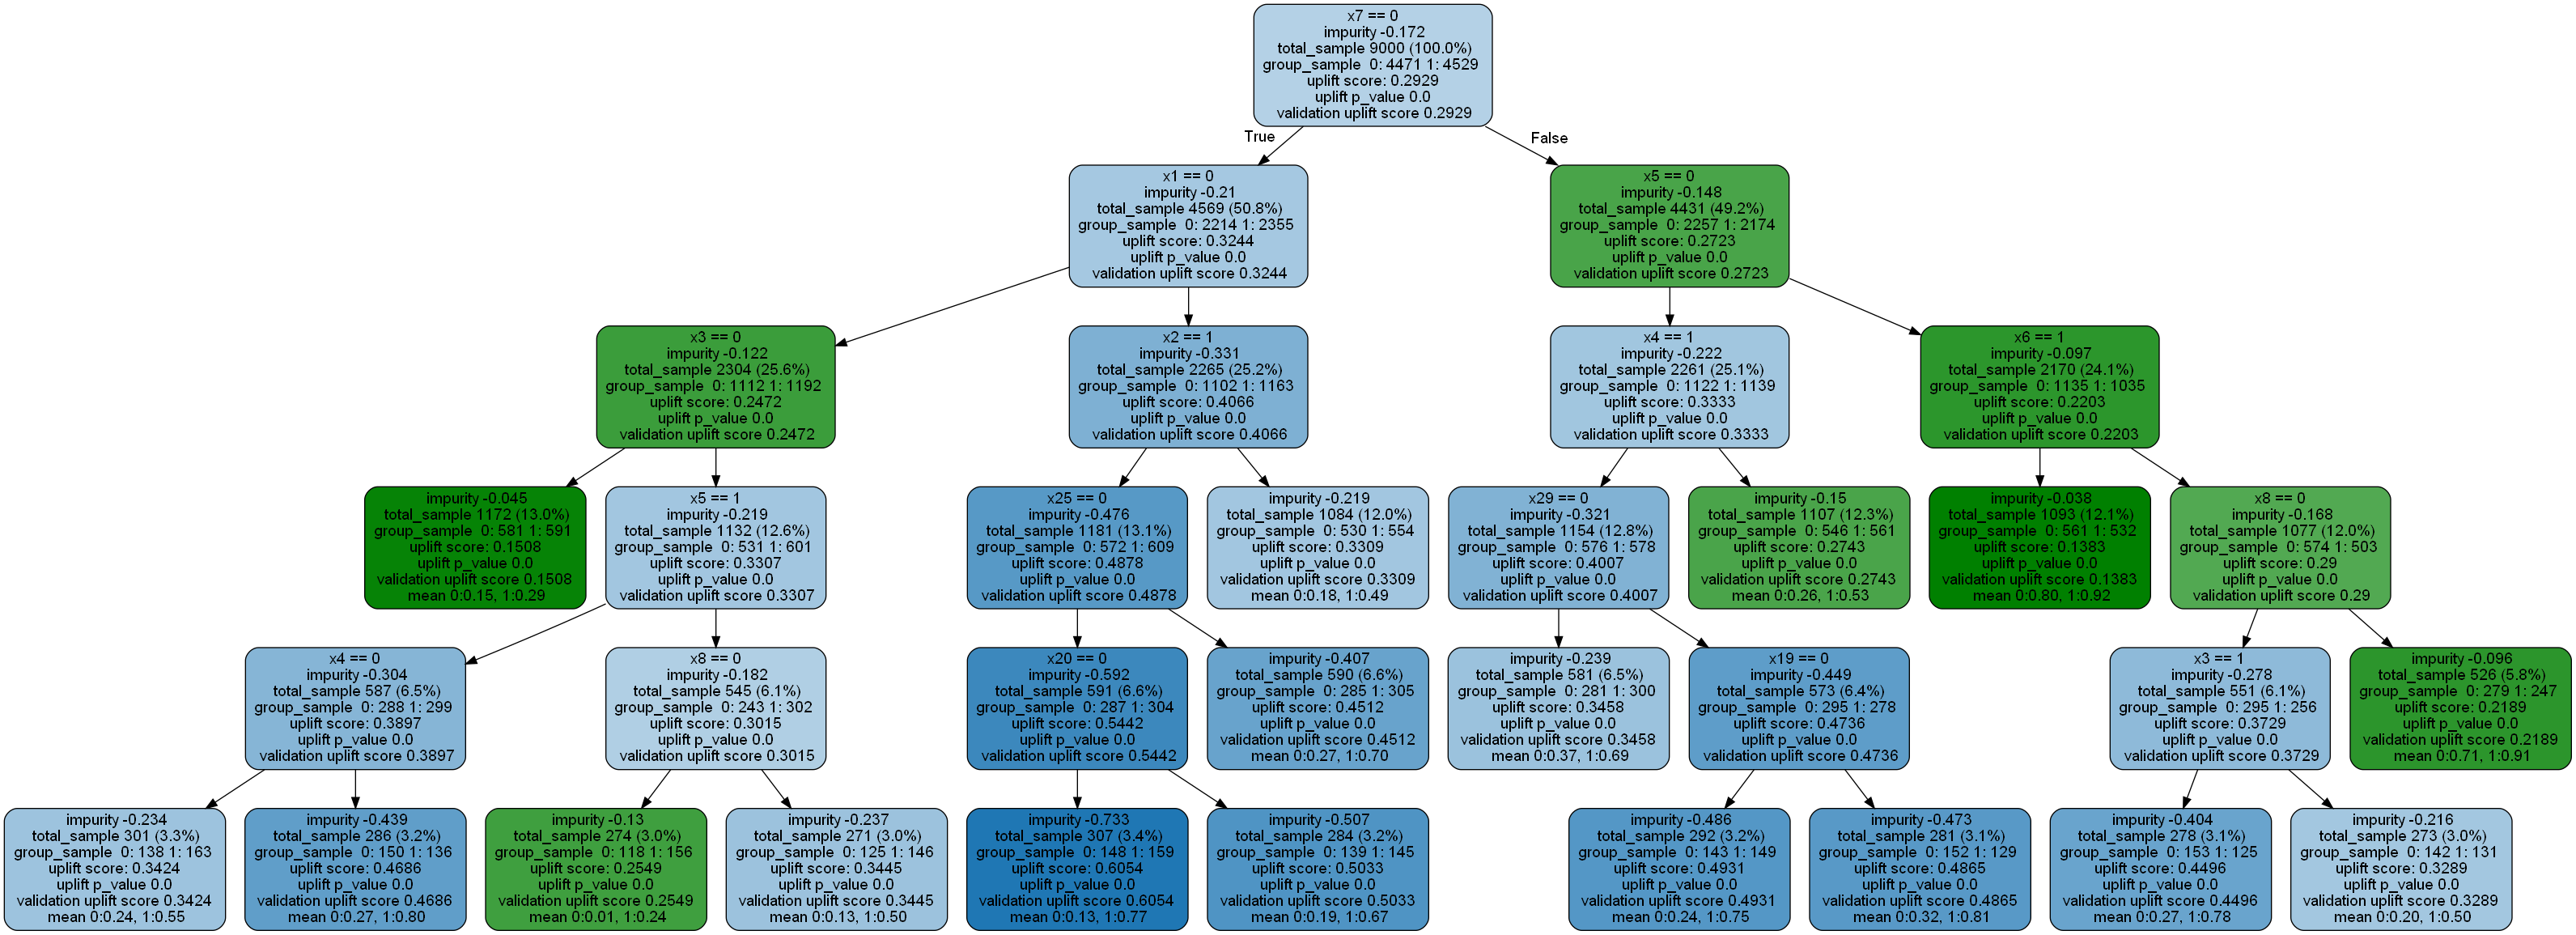 x7 == 0
impurity -0.172
total_sample 9000 (100.0%)
group_sample 0: 4471 1: 4529
uplift score: 0.2929
uplift p_value 0.0
validation uplift score 0.2929
True
False
x1 == 0
impurity -0.21
total_sample 4569 (50.8%)
group_sample 0: 2214 1: 2355
uplift score: 0.3244
uplift p_value 0.0
validation uplift score 0.3244
x5 == 0
impurity -0.148
total_sample 4431 (49.2%)
group_sample 0: 2257 1: 2174
uplift score: 0.2723
uplift p_value 0.0
validation uplift score 0.2723
x3 == 0
impurity -0.122
total_sample 2304 (25.6%)
group_sample 0: 1112 1: 1192
uplift score: 0.2472
uplift p_value 0.0
validation uplift score 0.2472
x2 == 1
impurity -0.331
total_sample 2265 (25.2%)
group_sample 0: 1102 1: 1163
uplift score: 0.4066
uplift p_value 0.0
validation uplift score 0.4066
x4 == 1
impurity -0.222
total_sample 2261 (25.1%)
group_sample 0: 1122 1: 1139
uplift score: 0.3333
uplift p_value 0.0
validation uplift score 0.3333
x6 == 1
impurity -0.097
total_sample 2170 (24.1%)
group_sample 0: 1135 1: 1035
uplift score: 0.2203
uplift p_value 0.0
validation uplift score 0.2203
impurity -0.045
total_sample 1172 (13.0%)
group_sample 0: 581 1: 591
uplift score: 0.1508
uplift p_value 0.0
validation uplift score 0.1508
mean 0:0.15, 1:0.29
x5 == 1
impurity -0.219
total_sample 1132 (12.6%)
group_sample 0: 531 1: 601
uplift score: 0.3307
uplift p_value 0.0
validation uplift score 0.3307
x25 == 0
impurity -0.476
total_sample 1181 (13.1%)
group_sample 0: 572 1: 609
uplift score: 0.4878
uplift p_value 0.0
validation uplift score 0.4878
impurity -0.219
total_sample 1084 (12.0%)
group_sample 0: 530 1: 554
uplift score: 0.3309
uplift p_value 0.0
validation uplift score 0.3309
mean 0:0.18, 1:0.49
x29 == 0
impurity -0.321
total_sample 1154 (12.8%)
group_sample 0: 576 1: 578
uplift score: 0.4007
uplift p_value 0.0
validation uplift score 0.4007
impurity -0.15
total_sample 1107 (12.3%)
group_sample 0: 546 1: 561
uplift score: 0.2743
uplift p_value 0.0
validation uplift score 0.2743
mean 0:0.26, 1:0.53
impurity -0.038
total_sample 1093 (12.1%)
group_sample 0: 561 1: 532
uplift score: 0.1383
uplift p_value 0.0
validation uplift score 0.1383
mean 0:0.80, 1:0.92
x8 == 0
impurity -0.168
total_sample 1077 (12.0%)
group_sample 0: 574 1: 503
uplift score: 0.29
uplift p_value 0.0
validation uplift score 0.29
x4 == 0
impurity -0.304
total_sample 587 (6.5%)
group_sample 0: 288 1: 299
uplift score: 0.3897
uplift p_value 0.0
validation uplift score 0.3897
x8 == 0
impurity -0.182
total_sample 545 (6.1%)
group_sample 0: 243 1: 302
uplift score: 0.3015
uplift p_value 0.0
validation uplift score 0.3015
x20 == 0
impurity -0.592
total_sample 591 (6.6%)
group_sample 0: 287 1: 304
uplift score: 0.5442
uplift p_value 0.0
validation uplift score 0.5442
impurity -0.407
total_sample 590 (6.6%)
group_sample 0: 285 1: 305
uplift score: 0.4512
uplift p_value 0.0
validation uplift score 0.4512
mean 0:0.27, 1:0.70
impurity -0.239
total_sample 581 (6.5%)
group_sample 0: 281 1: 300
uplift score: 0.3458
uplift p_value 0.0
validation uplift score 0.3458
mean 0:0.37, 1:0.69
x19 == 0
impurity -0.449
total_sample 573 (6.4%)
group_sample 0: 295 1: 278
uplift score: 0.4736
uplift p_value 0.0
validation uplift score 0.4736
x3 == 1
impurity -0.278
total_sample 551 (6.1%)
group_sample 0: 295 1: 256
uplift score: 0.3729
uplift p_value 0.0
validation uplift score 0.3729
impurity -0.096
total_sample 526 (5.8%)
group_sample 0: 279 1: 247
uplift score: 0.2189
uplift p_value 0.0
validation uplift score 0.2189
mean 0:0.71, 1:0.91
impurity -0.234
total_sample 301 (3.3%)
group_sample 0: 138 1: 163
uplift score: 0.3424
uplift p_value 0.0
validation uplift score 0.3424
mean 0:0.24, 1:0.55
impurity -0.439
total_sample 286 (3.2%)
group_sample 0: 150 1: 136
uplift score: 0.4686
uplift p_value 0.0
validation uplift score 0.4686
mean 0:0.27, 1:0.80
impurity -0.13
total_sample 274 (3.0%)
group_sample 0: 118 1: 156
uplift score: 0.2549
uplift p_value 0.0
validation uplift score 0.2549
mean 0:0.01, 1:0.24
impurity -0.237
total_sample 271 (3.0%)
group_sample 0: 125 1: 146
uplift score: 0.3445
uplift p_value 0.0
validation uplift score 0.3445
mean 0:0.13, 1:0.50
impurity -0.733
total_sample 307 (3.4%)
group_sample 0: 148 1: 159
uplift score: 0.6054
uplift p_value 0.0
validation uplift score 0.6054
mean 0:0.13, 1:0.77
impurity -0.507
total_sample 284 (3.2%)
group_sample 0: 139 1: 145
uplift score: 0.5033
uplift p_value 0.0
validation uplift score 0.5033
mean 0:0.19, 1:0.67
impurity -0.486
total_sample 292 (3.2%)
group_sample 0: 143 1: 149
uplift score: 0.4931
uplift p_value 0.0
validation uplift score 0.4931
mean 0:0.24, 1:0.75
impurity -0.473
total_sample 281 (3.1%)
group_sample 0: 152 1: 129
uplift score: 0.4865
uplift p_value 0.0
validation uplift score 0.4865
mean 0:0.32, 1:0.81
impurity -0.404
total_sample 278 (3.1%)
group_sample 0: 153 1: 125
uplift score: 0.4496
uplift p_value 0.0
validation uplift score 0.4496
mean 0:0.27, 1:0.78
impurity -0.216
total_sample 273 (3.0%)
group_sample 0: 142 1: 131
uplift score: 0.3289
uplift p_value 0.0
validation uplift score 0.3289
mean 0:0.20, 1:0.50